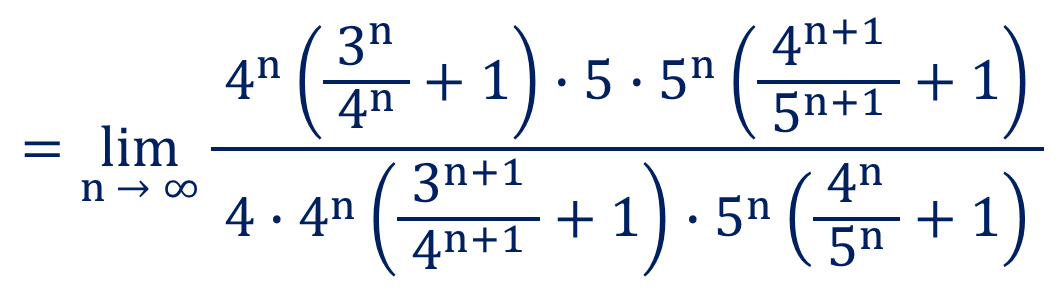 = lim n → ∞ 4ⁿ (3ⁿ/4ⁿ + 1) · 5 · 5ⁿ (4ⁿ⁺¹/5ⁿ⁺¹ + 1) / 4 · 4ⁿ (3ⁿ⁺¹/4ⁿ⁺¹ + 1) · 5ⁿ (4ⁿ/5ⁿ + 1)